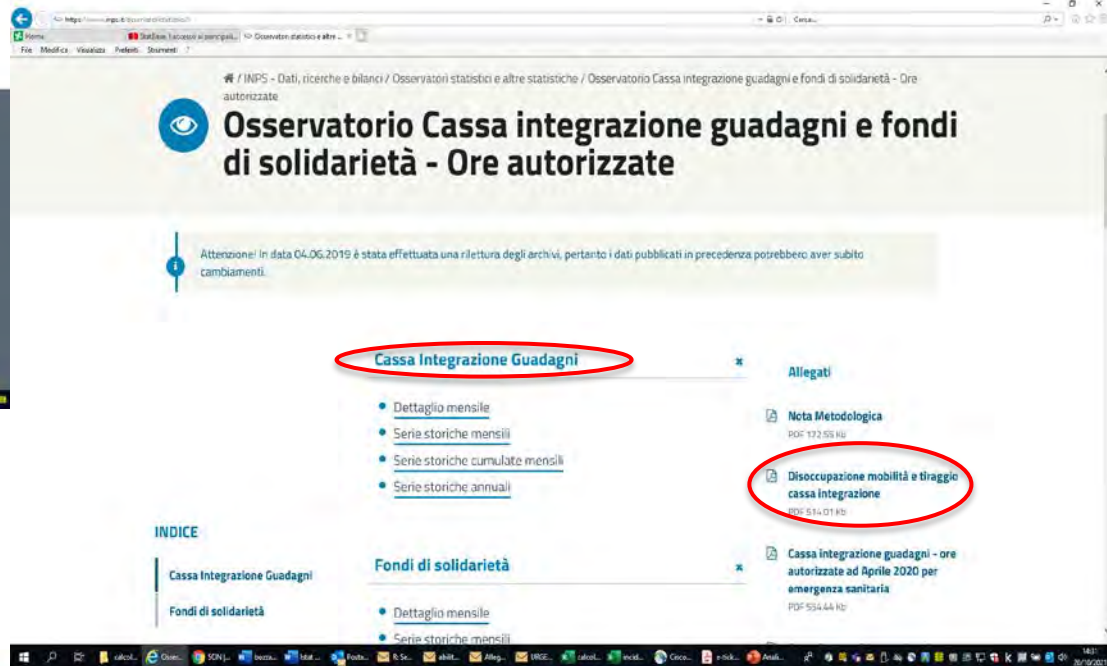 Home
File Modifica Visualizza Preferiti Strumenti ?
/ INPS - Dati, ricerche e bilanci / Osservatori statistici e altre statistiche / Osservatorio Cassa integrazione guadagni e fondi di solidarietà - Ore
autorizzate
Osservatorio Cassa integrazione guadagni e fondi
di solidarietà - Ore autorizzate
Attenzione! In data 04.06.2019 è stata effettuata una rilettura degli archivi, pertanto i dati pubblicati in precedenza potrebbero aver subito
cambiamenti.
Cassa Integrazione Guadagni
Dettaglio mensile
Serie storiche mensili
Serie storiche cumulate mensili
Serie storiche annuali
Allegati
Nota Metodologica
PDF 172.55 Kb
Disoccupazione mobilità e tiraggio
cassa integrazione
PDF 514.01 Kb
Cassa integrazione guadagni - ore
autorizzate ad Aprile 2020 per
emergenza sanitaria
PDF 554.44 Kb
INDICE
Cassa Integrazione Guadagni
Fondi di solidarietà
Fondi di solidarietà
Dettaglio mensile
Serie storiche mensili